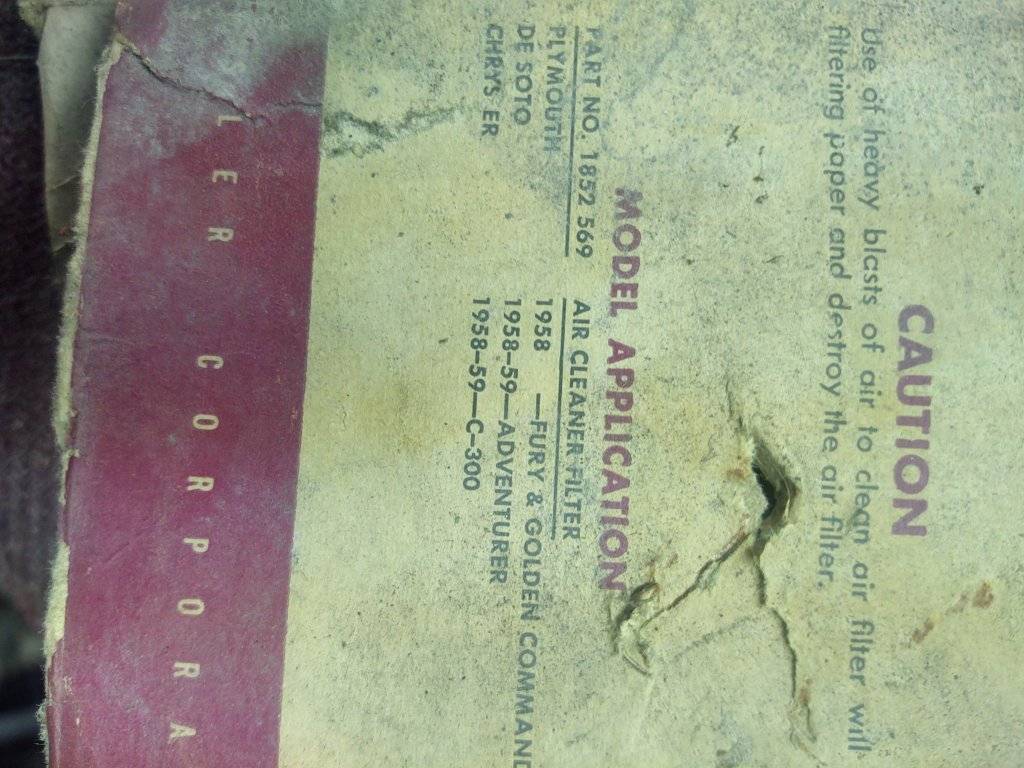 CAUTION
Use of heavy blasts of air to clean air filter will
filtering paper and destroy the air filter.
MODEL APPLICATION
PART NO. 1852 569 AIR CLEANER FILTER
PLYMOUTH 1958 —FURY & GOLDEN COMMAND
DE SOTO 1958–59—ADVENTURER
CHRYS ER 1958–59—C–300
LER CORPORA